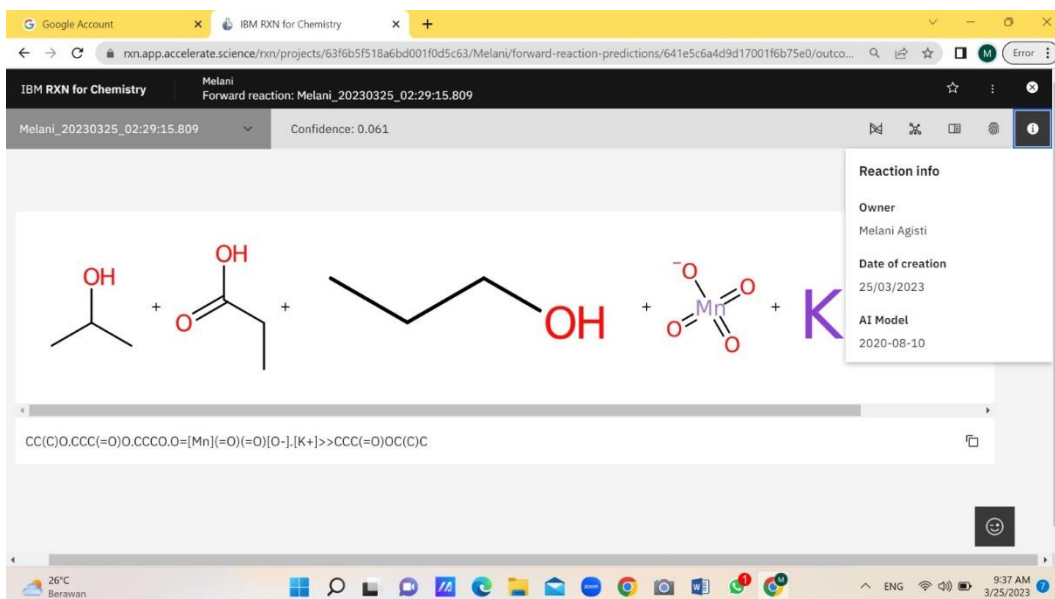 Google Account
IBM RXN for Chemistry
rxn.app.accelerate.science/rxn/projects/63f6b5f518a6bd001f0d5c63/Melani/forward-reaction-predictions/641e5c6a4d9d17001f6b75e0/outco...
M
Error
IBM RXN for Chemistry
Melani
Forward reaction: Melani_20230325_02:29:15.809
Melani_20230325_02:29:15.809
Confidence: 0.061
Reaction info
Owner
Melani Agisti
Date of creation
25/03/2023
AI Model
2020-08-10
OH
+
OH
O
+
OH
+
-O
O
Mn
O
O
+
K
CC(C)O.CCC(=O)O.CCCO.O=[Mn](=O)(=O)[O-].[K+]>>CCC(=O)OC(C)C
26°C
Berawan
zoom
1
M
ENG
9:37 AM
3/25/2023
7